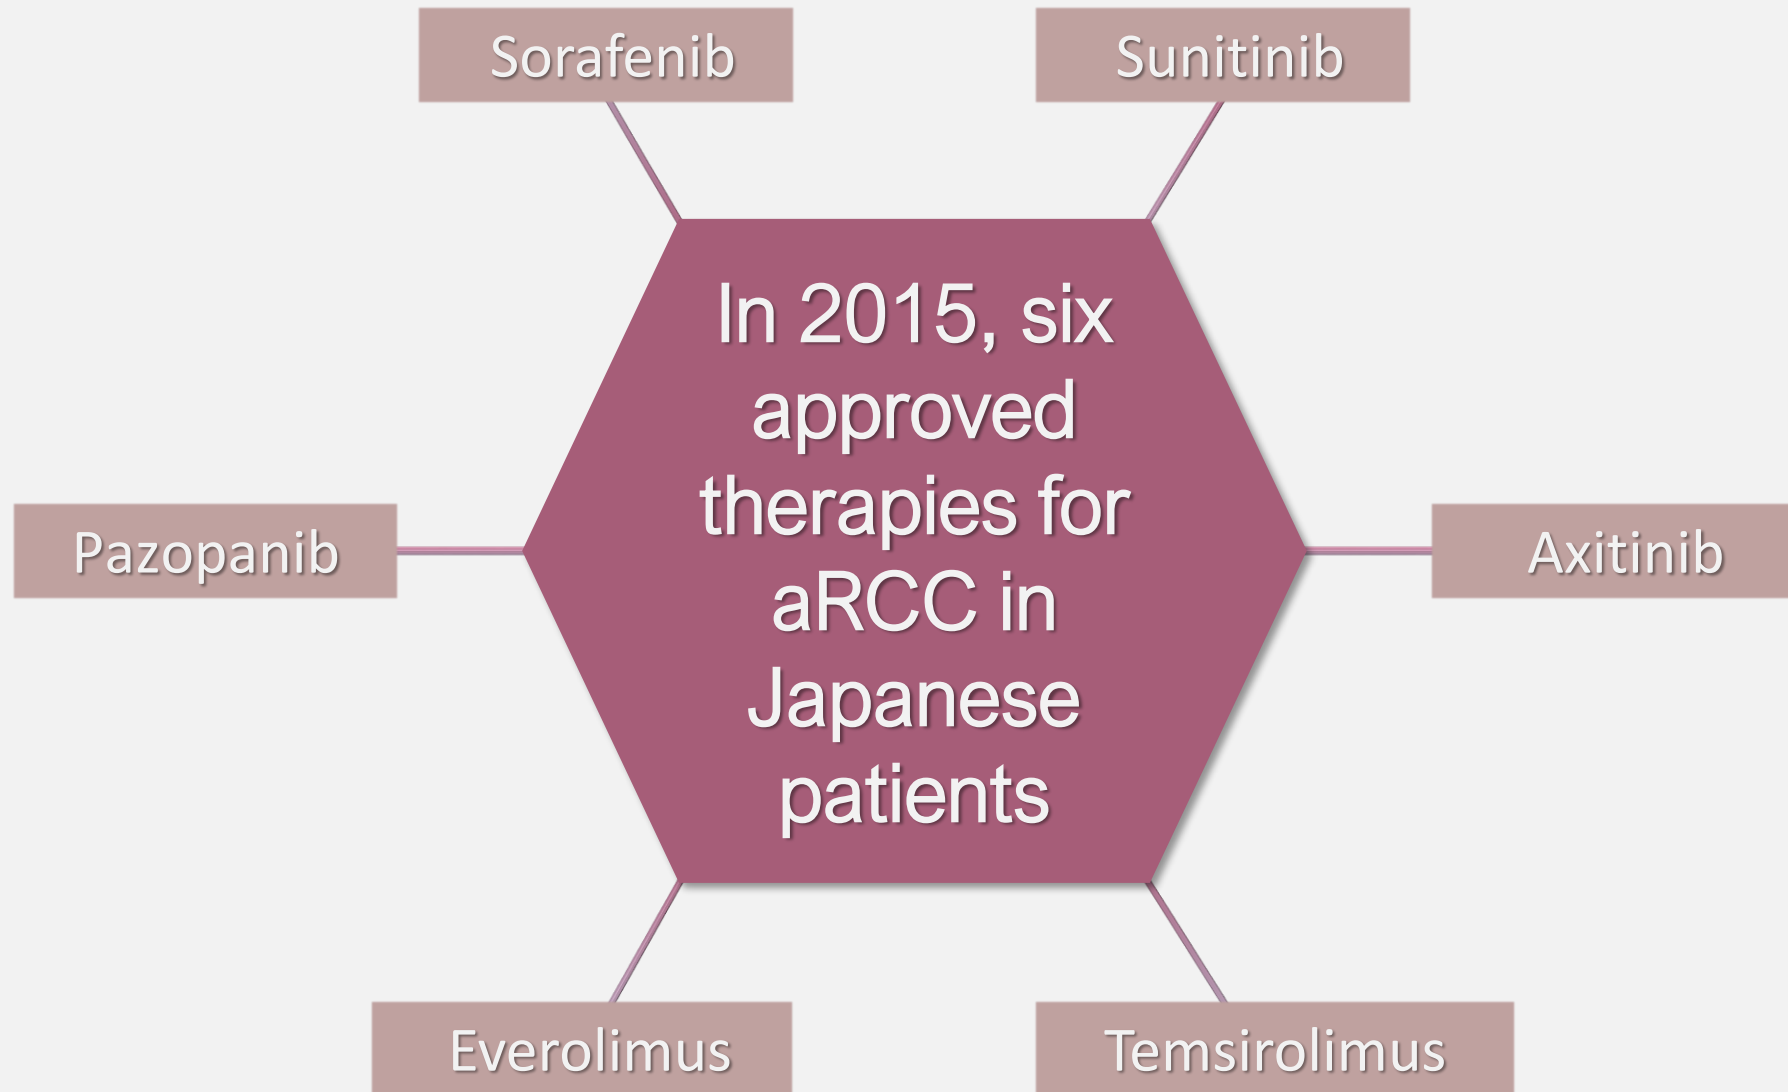 Sorafenib
Sunitinib
In 2015, six
approved
therapies for
aRCC in
Japanese
patients
Pazopanib
Axitinib
Everolimus
Temsirolimus